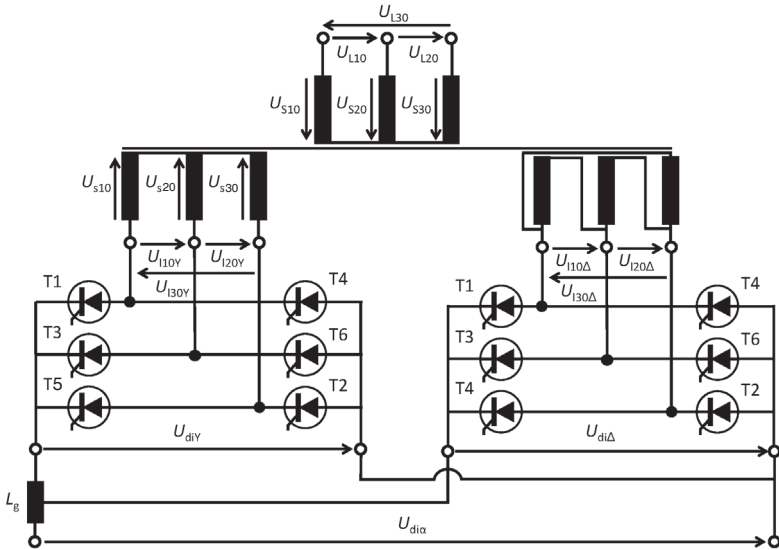 U_L30
U_L10 U_L20
U_S10 U_S20 U_S30
U_s10 U_s20 U_s30
U_l10Y U_l20Y
U_l30Y
U_l10Δ U_l20Δ
U_l30Δ
T1 T4
T3 T6
T5 T2
T1 T4
T3 T6
T4 T2
U_diY
U_diΔ
L_g
U_diα